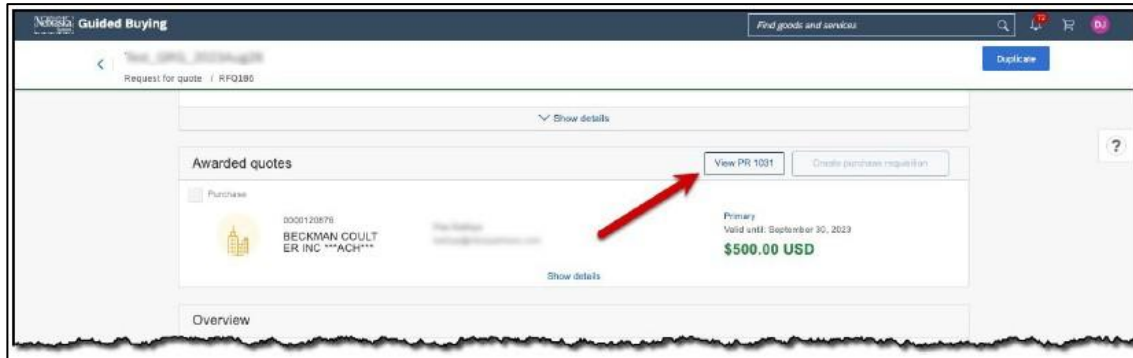 Nebraska Guided Buying
Find goods and services
72
DJ
Duplicate
Request for quote / RFQ186
Show details
?
Awarded quotes
View PR 1031
Create purchase requisition
Purchase
0000120876
BECKMAN COULT
ER INC ***ACH***
Primary
Valid until: September 30, 2023
$500.00 USD
Show details
Overview